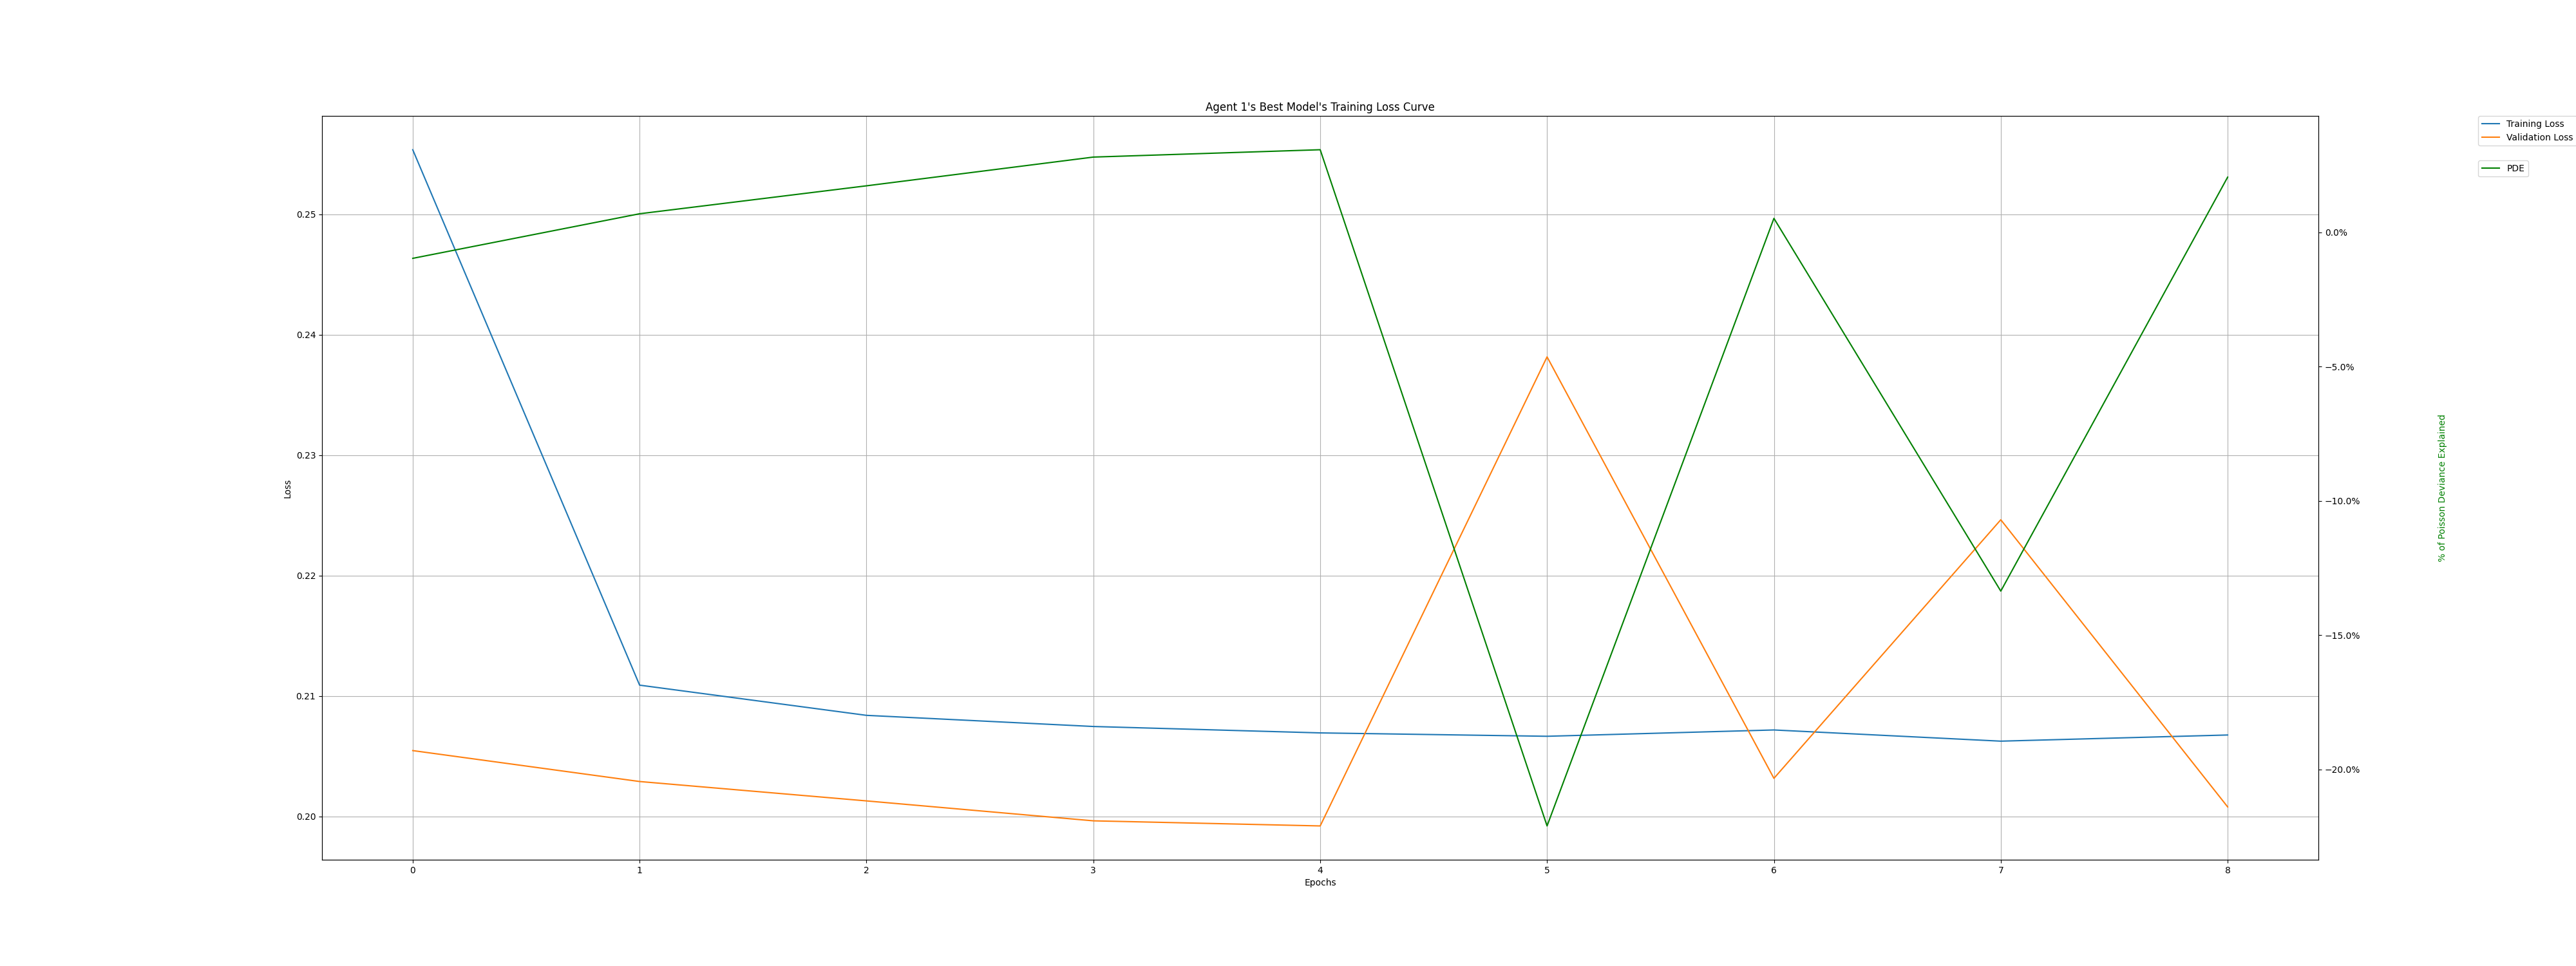 Agent 1's Best Model's Training Loss Curve
Training Loss
Validation Loss
PDE
0.25
0.24
0.23
0.22
0.21
0.20
Loss
0.0%
−5.0%
−10.0%
−15.0%
−20.0%
% of Poisson Deviance Explained
0 1 2 3 4 5 6 7 8
Epochs